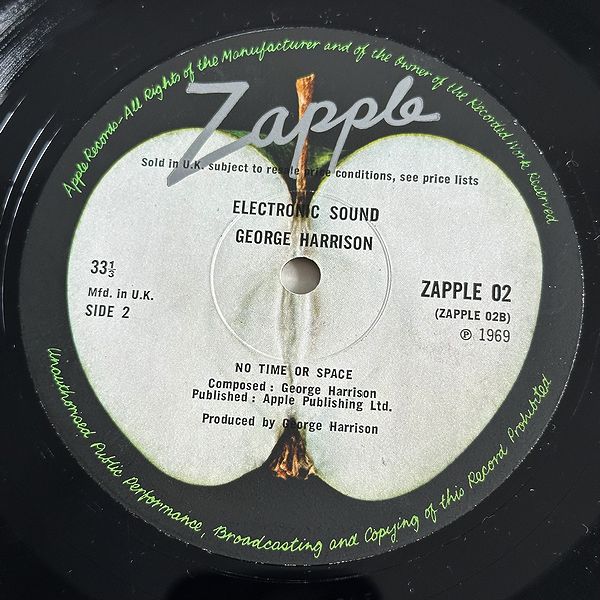 Apple Records-All Rights of the Manufacturer and of the Owner of the Recorded Work Reserved
Zapple
Sold in U.K. subject to resale price conditions, see price lists
ELECTRONIC SOUND
GEORGE HARRISON
33⅓
Mfd. in U.K.
SIDE 2
ZAPPLE 02
(ZAPPLE 02B)
℗ 1969
NO TIME OR SPACE
Composed : George Harrison
Published : Apple Publishing Ltd.
Produced by George Harrison
Unauthorised Public Performance, Broadcasting and Copying of this Record Prohibited